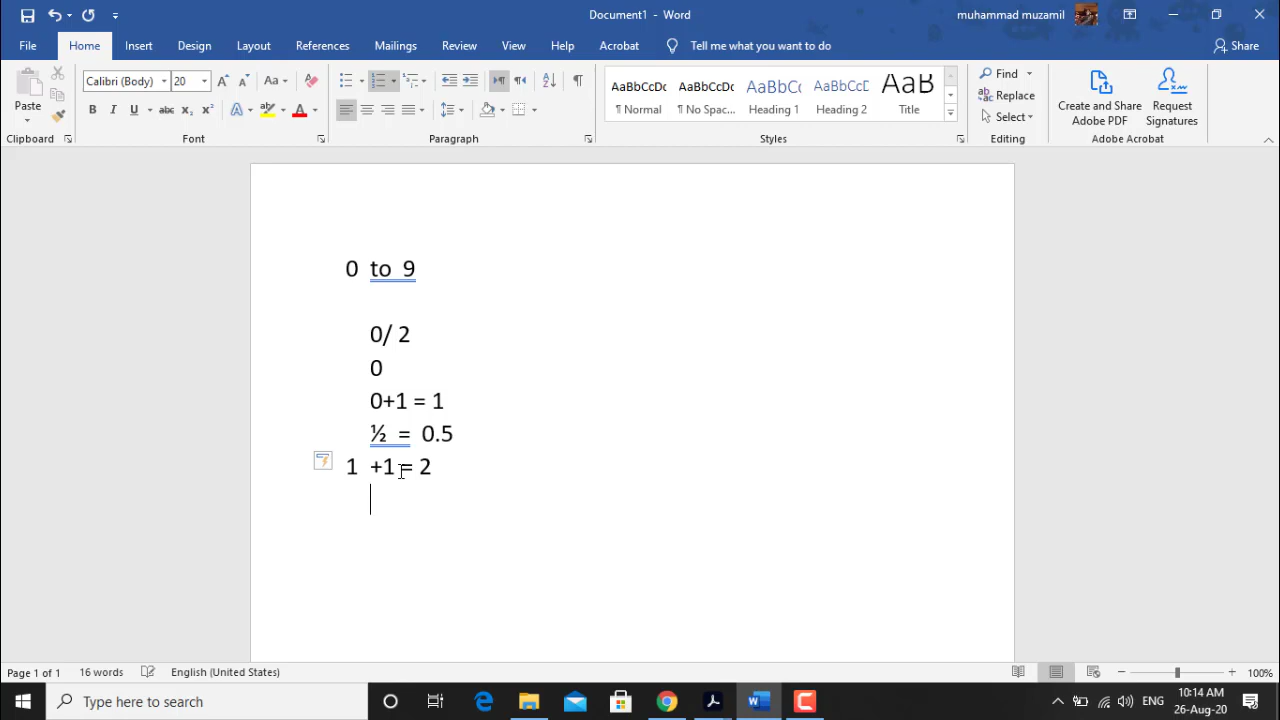 Document1 - Word
muhammad muzamil
File Home Insert Design Layout References Mailings Review View Help Acrobat Tell me what you want to do Share
Calibri (Body) 20 Aa
Paste
B I U abc x₂ x² A A
AaBbCcDc AaBbCcDc AaBbCc AaBbCcD AaB
¶ Normal ¶ No Spac... Heading 1 Heading 2 Title
Find
Replace
Select
Create and Share Adobe PDF
Request Signatures
Clipboard Font Paragraph Styles Editing Adobe Acrobat
0 to 9
0/ 2
0
0+1 = 1
½ = 0.5
1 +1 = 2
Page 1 of 1 16 words English (United States) 100%
Type here to search
ENG
10:14 AM
26-Aug-20